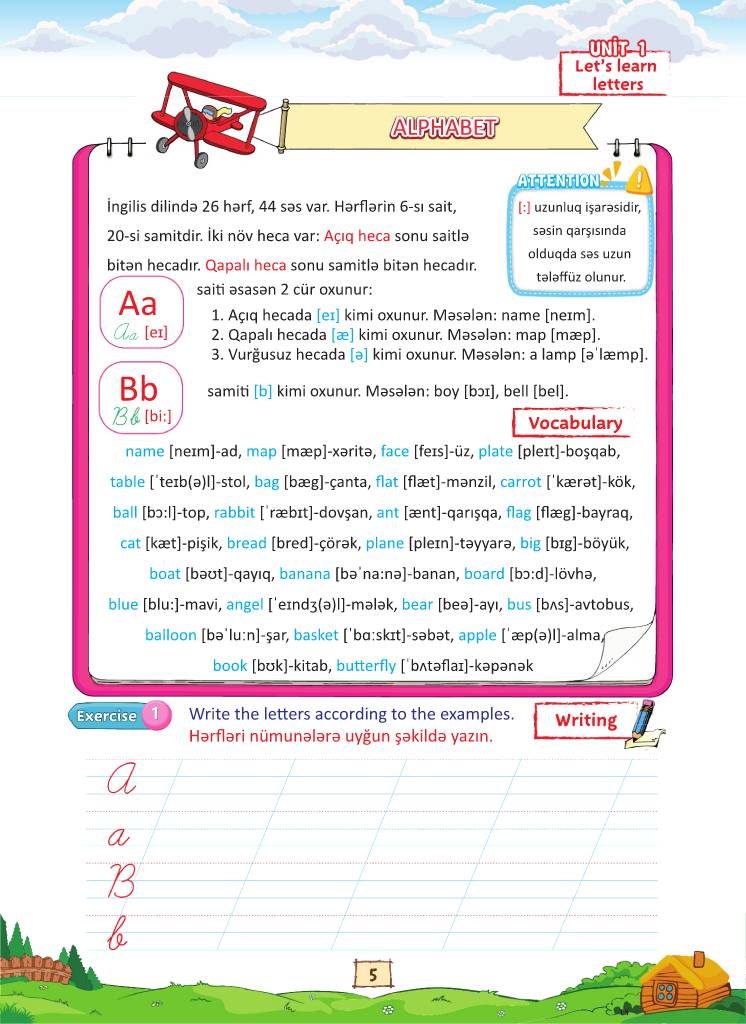 UNİT 1
Let's learn
letters
ALPHABET
ATTENTION
[:] uzunluq işarəsidir,
səsin qarşısında
olduqda səs uzun
tələffüz olunur.
İngilis dilində 26 hərf, 44 səs var. Hərflərin 6-sı sait,
20-si samitdir. İki növ heca var: Açıq heca sonu saitlə
bitən hecadır. Qapalı heca sonu samitlə bitən hecadır.
Aa
Aa [eɪ]
saiti əsasən 2 cür oxunur:
1. Açıq hecada [eɪ] kimi oxunur. Məsələn: name [neɪm].
2. Qapalı hecada [æ] kimi oxunur. Məsələn: map [mæp].
3. Vurğusuz hecada [ə] kimi oxunur. Məsələn: a lamp [əˈlæmp].
Bb
Bb [bi:]
samiti [b] kimi oxunur. Məsələn: boy [bɔɪ], bell [bel].
Vocabulary
name [neɪm]-ad, map [mæp]-xəritə, face [feɪs]-üz, plate [pleɪt]-boşqab,
table [ˈteɪb(ə)l]-stol, bag [bæg]-çanta, flat [flæt]-mənzil, carrot [ˈkærət]-kök,
ball [bɔ:l]-top, rabbit [ˈræbɪt]-dovşan, ant [ænt]-qarışqa, flag [flæg]-bayraq,
cat [kæt]-pişik, bread [bred]-çörək, plane [pleɪn]-təyyarə, big [bɪg]-böyük,
boat [bəʊt]-qayıq, banana [bəˈna:nə]-banan, board [bɔ:d]-lövhə,
blue [blu:]-mavi, angel [ˈeɪndʒ(ə)l]-mələk, bear [beə]-ayı, bus [bʌs]-avtobus,
balloon [bəˈlu:n]-şar, basket [ˈbɑ:skɪt]-səbət, apple [ˈæp(ə)l]-alma,
book [bʊk]-kitab, butterfly [ˈbʌtəflaɪ]-kəpənək
Exercise 1
Write the letters according to the examples.
Hərfləri nümunələrə uyğun şəkildə yazın.
Writing
A
a
B
b
5